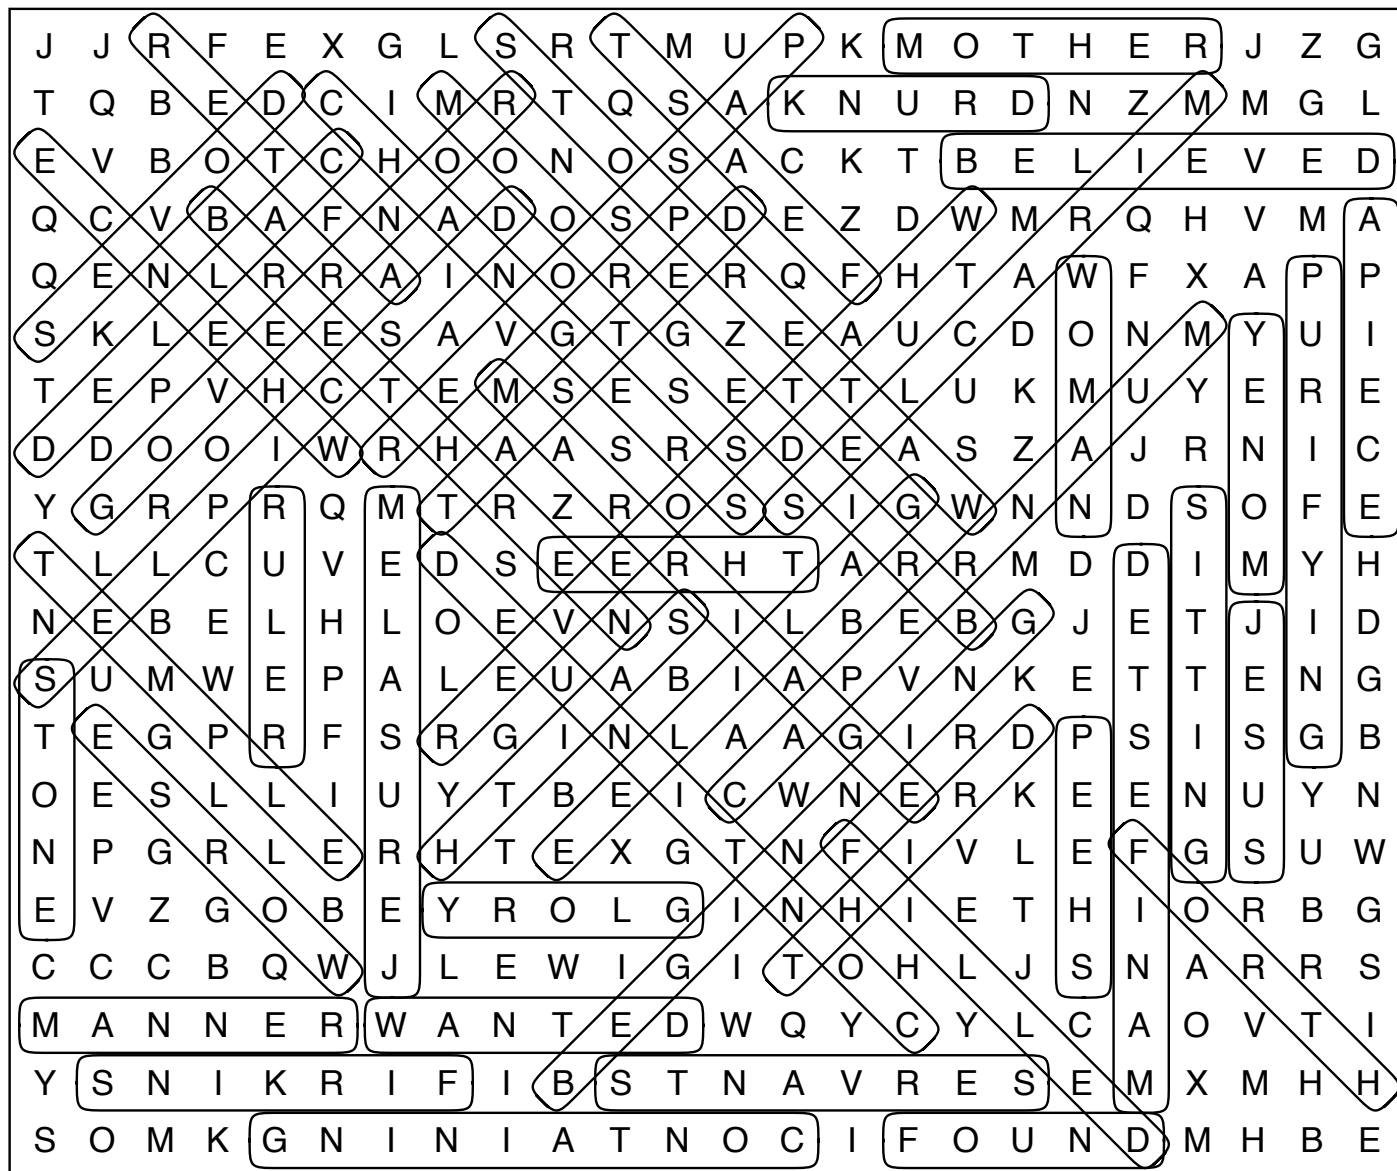 J J R F E X G L S R T M U P K M O T H E R J Z G
T Q B E D C I M R T Q S A K N U R D N Z M M G L
E V B O T C H O O N O S A C K T B E L I E V E D
Q C V B A F N A D O S P D E Z D W M R Q H V M A
Q E N L R R A I N O R E R Q F H T A W F X A P P
S K L E E E S A V G T G Z E A U C D O N M Y U I
T E P V H C T E M S E S E T T L U K M U Y E R E
D D O O I W R H A A S R S D E A S Z A J R N I C
Y G R P R Q M T R Z R O S S I G W N N D S O F E
T L L C U V E D S E E R H T A R R M D D I M Y H
N E B E L H L O E V N S I L B E B G J E T J I D
S U M W E P A L E U A B I A P V N K E T T E N G
T E G P R F S R G I N L A A G I R D P S I S G B
O E S L L I U Y T B E I C W N E R K E E N U Y N
N P G R L E R H T E X G T N F I V L E F G S U W
E V Z G O B E Y R O L G I N H I E T H I O R B G
C C C B Q W J L E W I G I T O H L J S N A R R S
M A N N E R W A N T E D W Q Y C Y L C A O V T I
Y S N I K R I F I B S T N A V R E S E M X M H H
S O M K G N I N I A T N O C I F O U N D M H B E